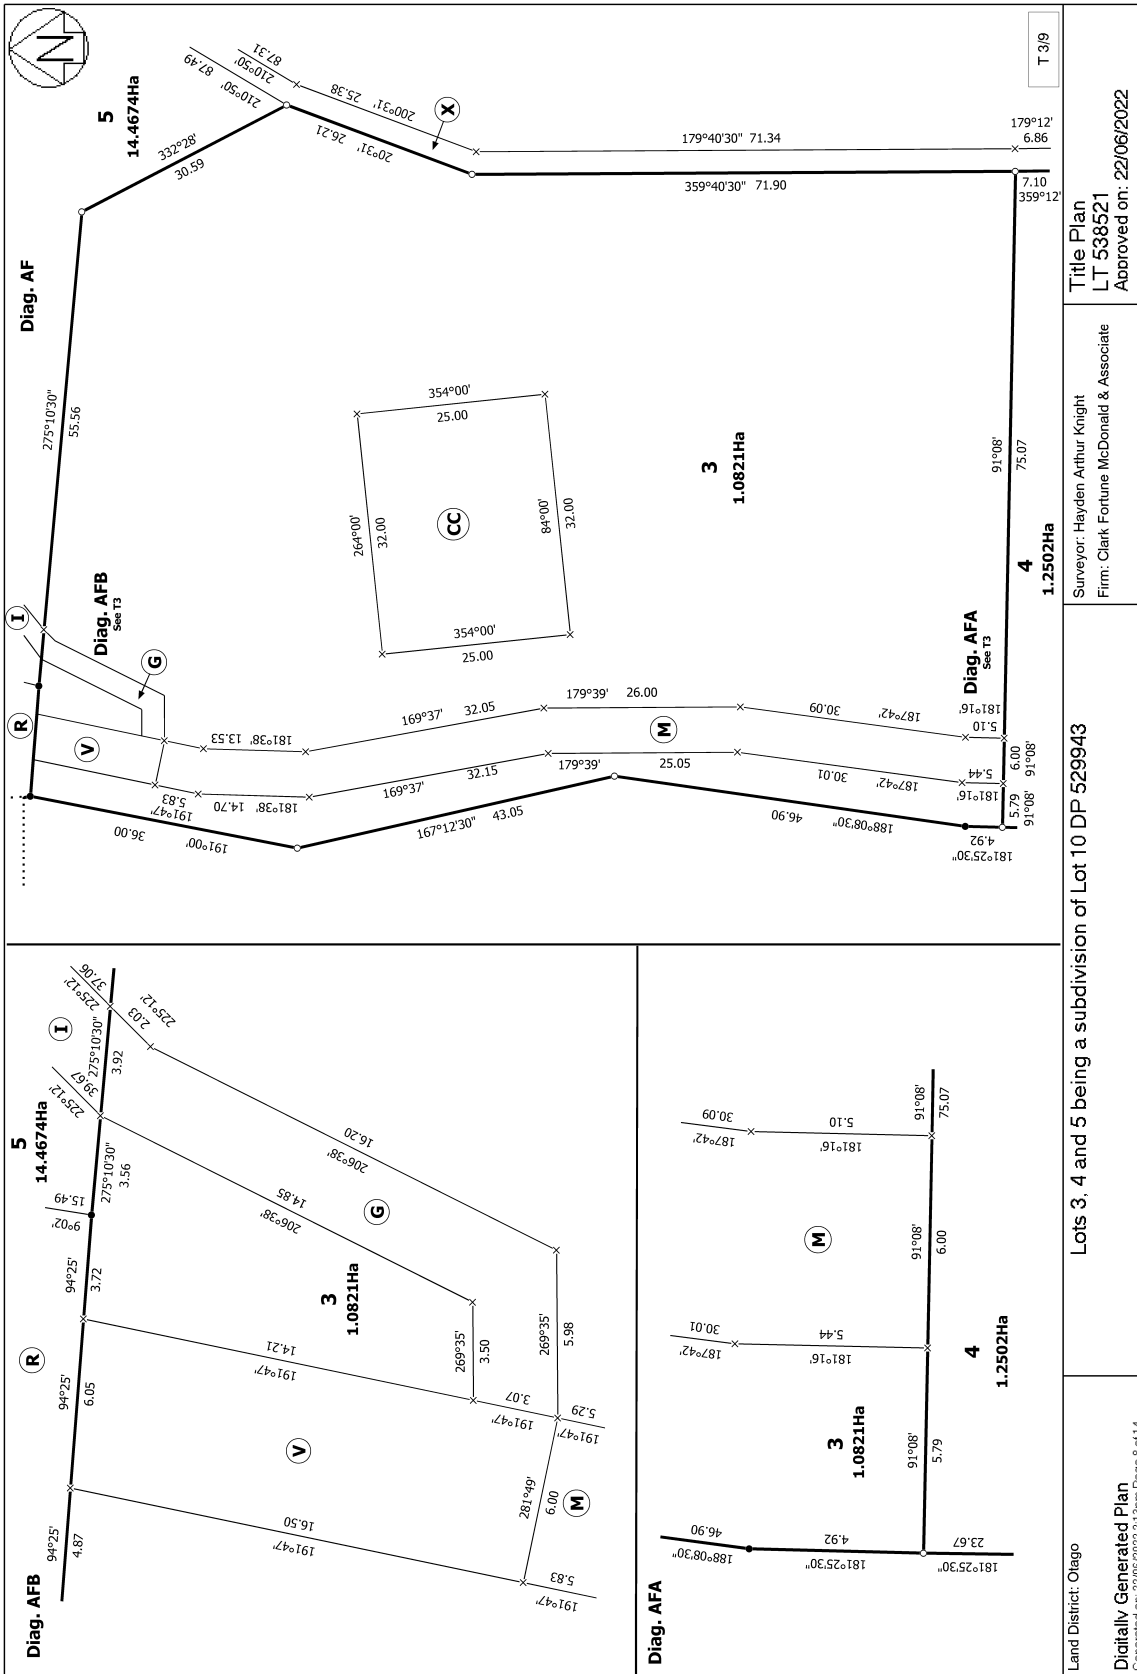 N
T 3/9
Diag. AF
5
14.4674Ha
87.31
210°50'
87.49
210°50'
332°28'
30.59
25.38
200°31'
26.21
20°31'
X
179°40'30" 71.34
179°12'
6.86
359°40'30" 71.90
7.10
359°12'
275°10'30"
55.56
354°00'
25.00
264°00'
32.00
CC
84°00'
32.00
354°00'
25.00
3
1.0821Ha
91°08'
75.07
4
1.2502Ha
I
Diag. AFB
See T3
G
R
V
181°38' 13.53
169°37' 32.05
179°39' 26.00
M
187°42' 30.09
Diag. AFA
See T3
181°16'
5.10
6.00
91°08'
5.83
191°47'
181°38' 14.70
169°37' 32.15
179°39' 25.05
187°42' 30.01
5.44
181°16'
5.79
91°08'
191°00' 36.00
167°12'30" 43.05
188°08'30" 46.90
4.92
181°25'30"
Diag. AFB
5
14.4674Ha
I
R
94°25'
4.87
94°25'
6.05
94°25'
3.72
9°02' 15.49
275°10'30"
3.56
225°12' 39.67
275°10'30"
3.92
225°12' 37.06
2.03
225°12'
206°38' 16.20
G
206°38' 14.85
3
1.0821Ha
191°47' 14.21
269°35'
3.50
269°35'
5.98
191°47' 3.07
191°47' 5.29
V
281°49'
6.00
M
191°47' 16.50
191°47' 5.83
Diag. AFA
188°08'30" 46.90
181°25'30" 4.92
181°25'30" 23.67
3
1.0821Ha
91°08'
5.79
187°42' 30.01
181°16' 5.44
M
91°08'
6.00
187°42' 30.09
181°16' 5.10
91°08'
75.07
4
1.2502Ha
Land District: Otago
Digitally Generated Plan
Lots 3, 4 and 5 being a subdivision of Lot 10 DP 529943
Surveyor: Hayden Arthur Knight
Firm: Clark Fortune McDonald & Associate
Title Plan
LT 538521
Approved on: 22/06/2022